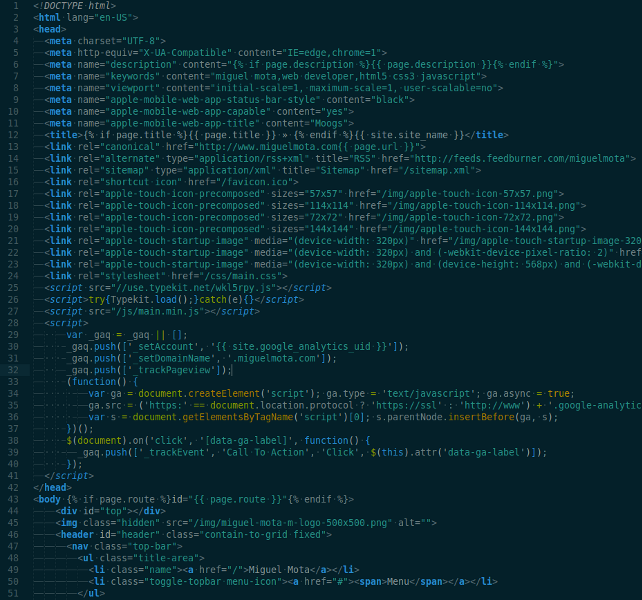 1 <!DOCTYPE html>
2 <html lang="en-US">
3 <head>
4 <meta charset="UTF-8">
5 <meta http-equiv="X-UA-Compatible" content="IE=edge,chrome=1">
6 <meta name="description" content="{% if page.description %}{{ page.description }}{% endif %}">
7 <meta name="keywords" content="miguel mota,web developer,html5 css3 javascript">
8 <meta name="viewport" content="initial-scale=1, maximum-scale=1, user-scalable=no">
9 <meta name="apple-mobile-web-app-status-bar-style" content="black">
10 <meta name="apple-mobile-web-app-capable" content="yes">
11 <meta name="apple-mobile-web-app-title" content="Moogs">
12 <title>{% if page.title %}{{ page.title }} » {% endif %}{{ site.site_name }}</title>
13 <link rel="canonical" href="http://www.miguelmota.com{{ page.url }}">
14 <link rel="alternate" type="application/rss+xml" title="RSS" href="http://feeds.feedburner.com/miguelmota">
15 <link rel="sitemap" type="application/xml" title="Sitemap" href="/sitemap.xml">
16 <link rel="shortcut icon" href="/favicon.ico">
17 <link rel="apple-touch-icon-precomposed" sizes="57x57" href="/img/apple-touch-icon-57x57.png">
18 <link rel="apple-touch-icon-precomposed" sizes="114x114" href="/img/apple-touch-icon-114x114.png">
19 <link rel="apple-touch-icon-precomposed" sizes="72x72" href="/img/apple-touch-icon-72x72.png">
20 <link rel="apple-touch-icon-precomposed" sizes="144x144" href="/img/apple-touch-icon-144x144.png">
21 <link rel="apple-touch-startup-image" media="(device-width: 320px)" href="/img/apple-touch-startup-image-320
22 <link rel="apple-touch-startup-image" media="(device-width: 320px) and (-webkit-device-pixel-ratio: 2)" href
23 <link rel="apple-touch-startup-image" media="(device-width: 320px) and (device-height: 568px) and (-webkit-d
24 <link rel="stylesheet" href="/css/main.css">
25 <script src="//use.typekit.net/wkl5rpy.js"></script>
26 <script>try{Typekit.load();}catch(e){}</script>
27 <script src="/js/main.min.js"></script>
28 <script>
29 var _gaq = _gaq || [];
30 _gaq.push(['_setAccount', '{{ site.google_analytics_uid }}']);
31 _gaq.push(['_setDomainName', '.miguelmota.com']);
32 _gaq.push(['_trackPageview']);
33 (function() {
34 var ga = document.createElement('script'); ga.type = 'text/javascript'; ga.async = true;
35 ga.src = ('https:' == document.location.protocol ? 'https://ssl' : 'http://www') + '.google-analytic
36 var s = document.getElementsByTagName('script')[0]; s.parentNode.insertBefore(ga, s);
37 })();
38 $(document).on('click', '[data-ga-label]', function() {
39 _gaq.push(['_trackEvent', 'Call To Action', 'Click', $(this).attr('data-ga-label')]);
40 });
41 </script>
42 </head>
43 <body {% if page.route %}id="{{ page.route }}"{% endif %}>
44 <div id="top"></div>
45 <img class="hidden" src="/img/miguel-mota-m-logo-500x500.png" alt="">
46 <header id="header" class="contain-to-grid fixed">
47 <nav class="top-bar">
48 <ul class="title-area">
49 <li class="name"><a href="/">Miguel Mota</a></li>
50 <li class="toggle-topbar menu-icon"><a href="#"><span>Menu</span></a></li>
51 </ul>